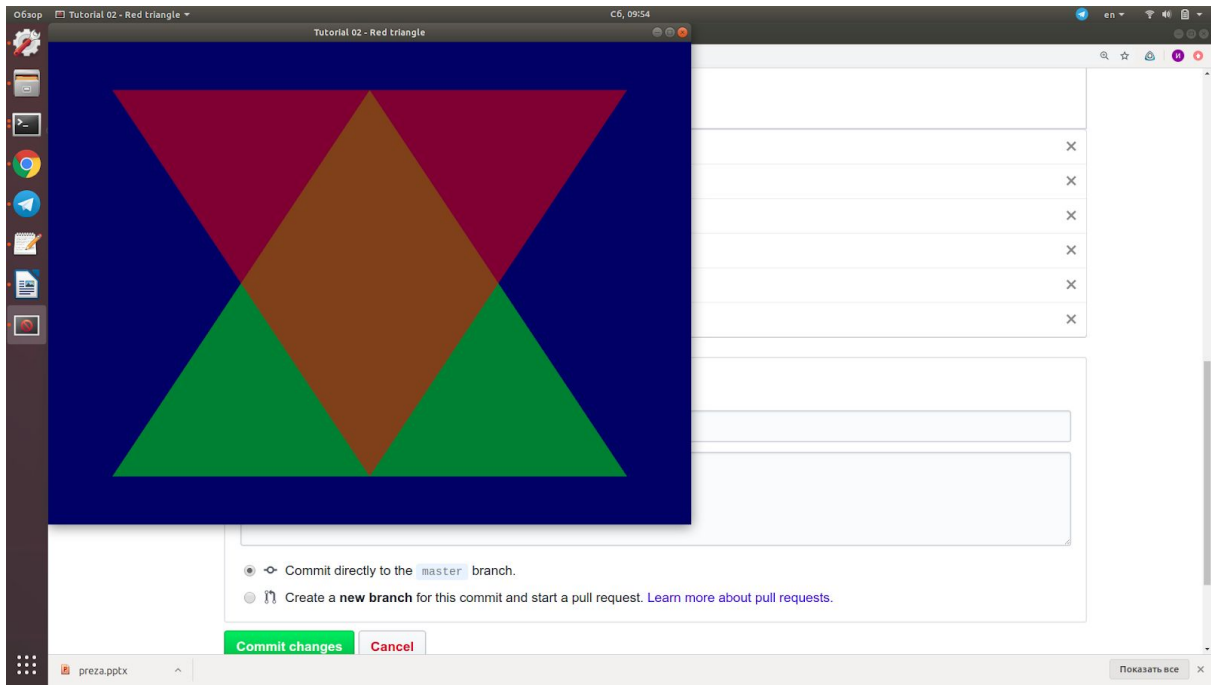 Обзор Tutorial 02 - Red triangle Сб, 09:54 en
Tutorial 02 - Red triangle
И
Commit directly to the master branch.
Create a new branch for this commit and start a pull request. Learn more about pull requests.
Commit changes Cancel
preza.pptx Показать все